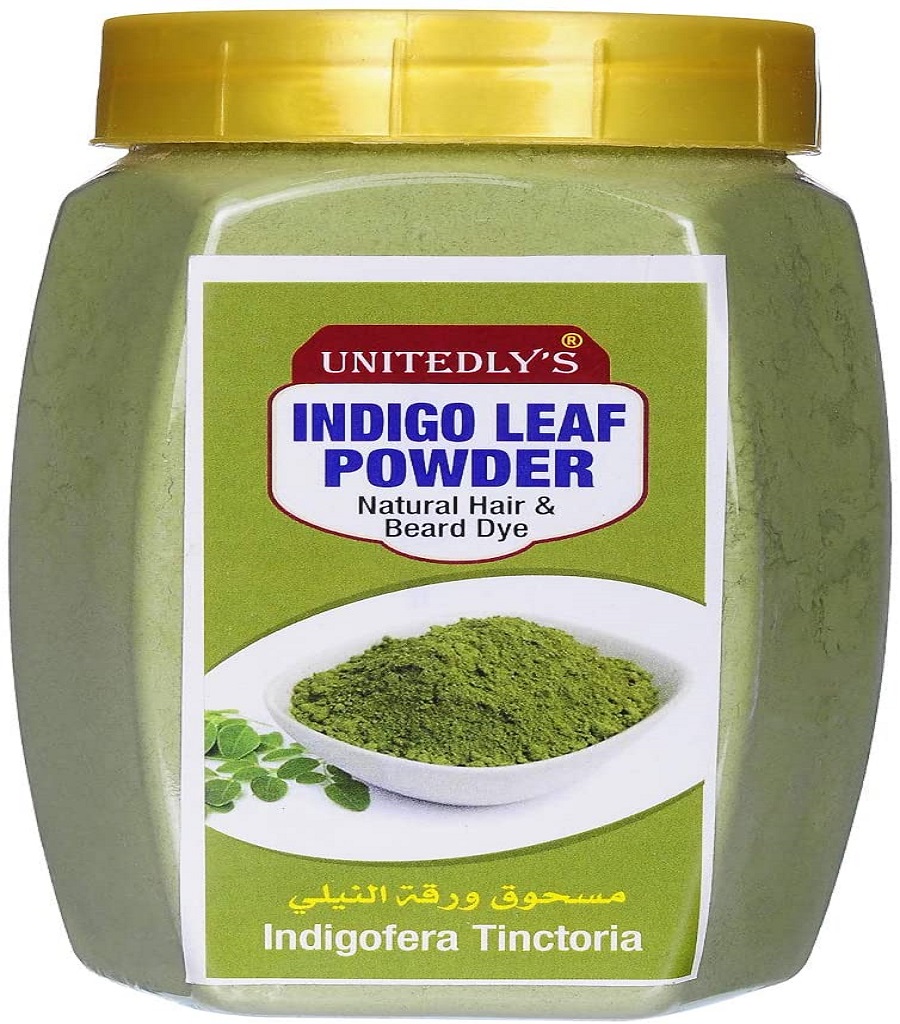 UNITEDLY'S®
INDIGO LEAF
POWDER
Natural Hair &
Beard Dye
مسحوق ورقة النيلي
Indigofera Tinctoria